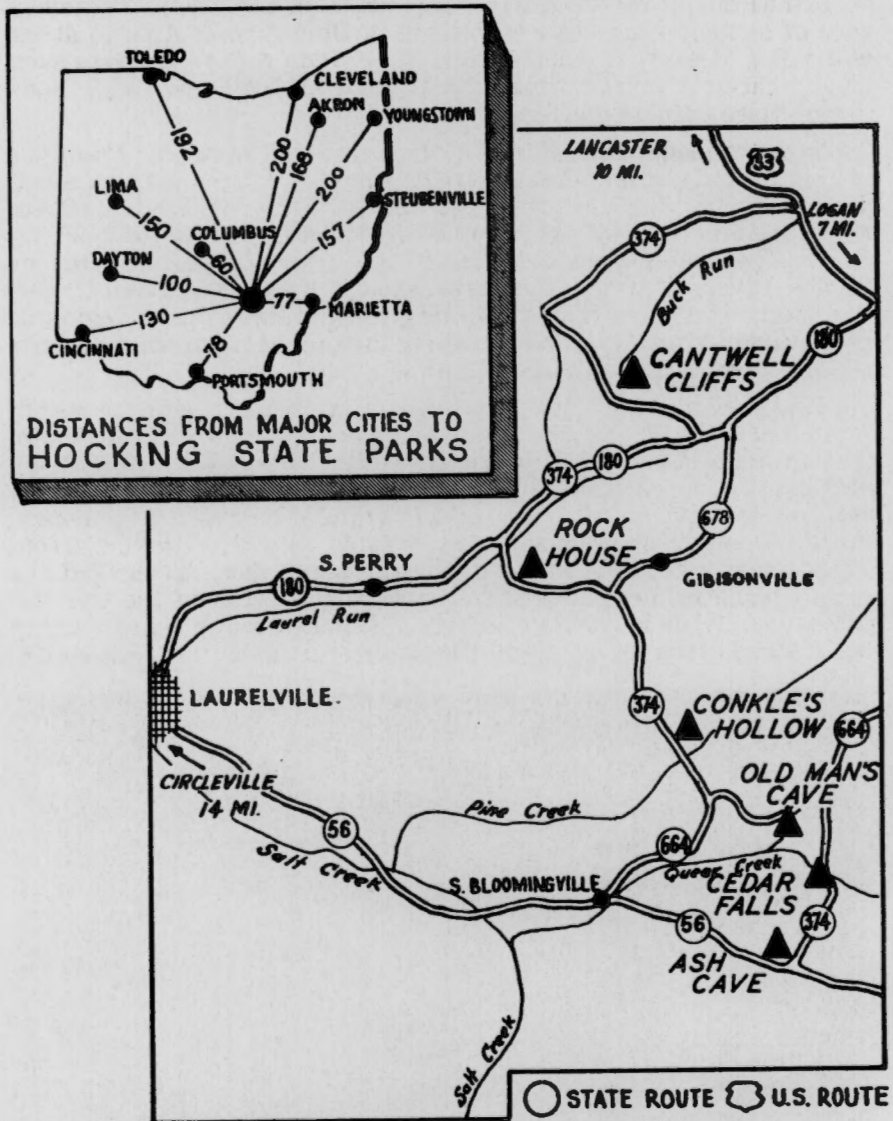 TOLEDO
CLEVELAND
AKRON
YOUNGSTOWN
192
200
168
200
LIMA
STEUBENVILLE
150
COLUMBUS
157
DAYTON
60
100
77
MARIETTA
130
CINCINNATI
78
PORTSMOUTH
DISTANCES FROM MAJOR CITIES TO
HOCKING STATE PARKS
LANCASTER
10 MI.
33
LOGAN
7 MI.
374
Buck Run
180
CANTWELL
CLIFFS
374
180
678
ROCK
HOUSE
S. PERRY
GIBISONVILLE
180
Laurel Run
LAURELVILLE
374
CONKLE'S
HOLLOW
664
OLD MAN'S
CAVE
CIRCLEVILLE
14 MI.
Pine Creek
56
Salt Creek
664
Queer Creek
S. BLOOMINGVILLE
CEDAR
FALLS
56
374
ASH
CAVE
Salt Creek
STATE ROUTE
U.S. ROUTE